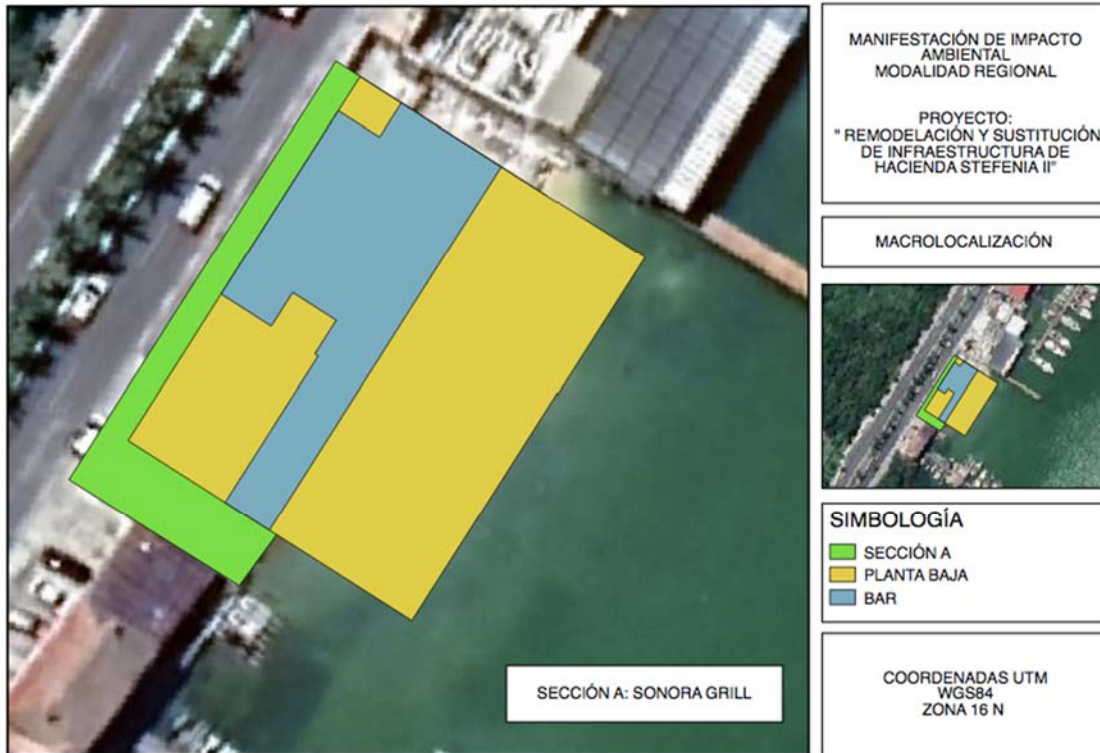 MANIFESTACIÓN DE IMPACTO
AMBIENTAL
MODALIDAD REGIONAL
PROYECTO:
" REMODELACIÓN Y SUSTITUCIÓN
DE INFRAESTRUCTURA DE
HACIENDA STEFENIA II"
MACROLOCALIZACIÓN
SIMBOLOGÍA
SECCIÓN A
PLANTA BAJA
BAR
SECCIÓN A: SONORA GRILL
COORDENADAS UTM
WGS84
ZONA 16 N